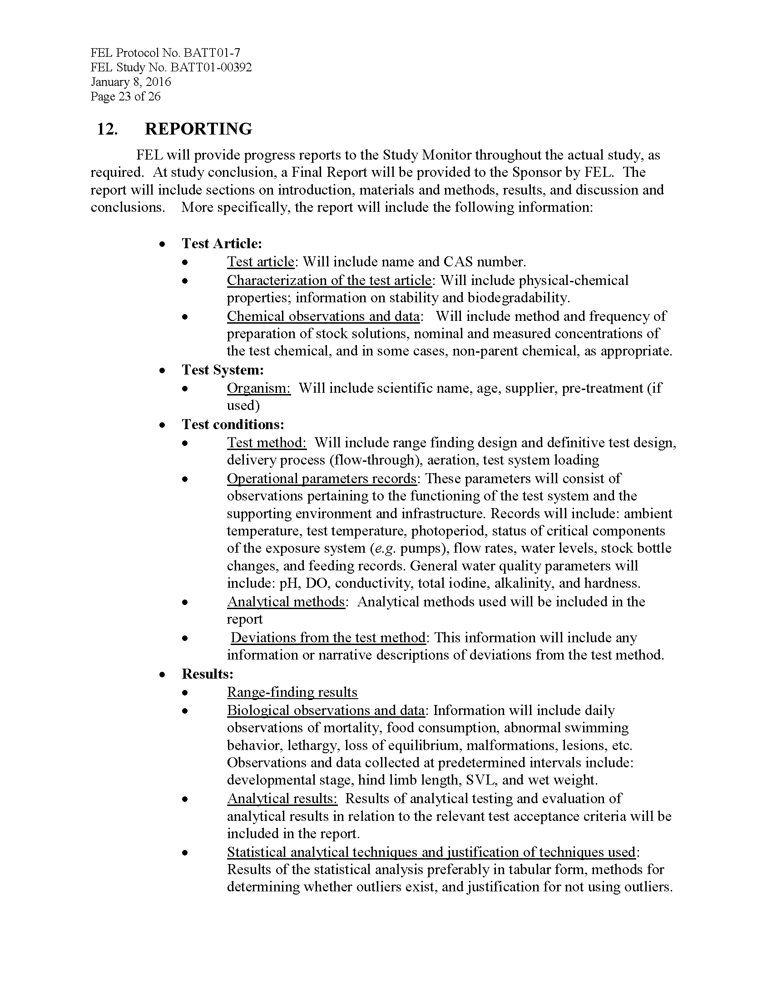 FEL Protocol No. BATT01-7
FEL Study No. BATT01-00392
January 8, 2016
Page 23 of 26
12. REPORTING
FEL will provide progress reports to the Study Monitor throughout the actual study, as
required. At study conclusion, a Final Report will be provided to the Sponsor by FEL. The
report will include sections on introduction, materials and methods, results, and discussion and
conclusions. More specifically, the report will include the following information:
• Test Article:
• Test article: Will include name and CAS number.
• Characterization of the test article: Will include physical-chemical
properties; information on stability and biodegradability.
• Chemical observations and data: Will include method and frequency of
preparation of stock solutions, nominal and measured concentrations of
the test chemical, and in some cases, non-parent chemical, as appropriate.
• Test System:
• Organism: Will include scientific name, age, supplier, pre-treatment (if
used)
• Test conditions:
• Test method: Will include range finding design and definitive test design,
delivery process (flow-through), aeration, test system loading
• Operational parameters records: These parameters will consist of
observations pertaining to the functioning of the test system and the
supporting environment and infrastructure. Records will include: ambient
temperature, test temperature, photoperiod, status of critical components
of the exposure system (e.g. pumps), flow rates, water levels, stock bottle
changes, and feeding records. General water quality parameters will
include: pH, DO, conductivity, total iodine, alkalinity, and hardness.
• Analytical methods: Analytical methods used will be included in the
report
• Deviations from the test method: This information will include any
information or narrative descriptions of deviations from the test method.
• Results:
• Range-finding results
• Biological observations and data: Information will include daily
observations of mortality, food consumption, abnormal swimming
behavior, lethargy, loss of equilibrium, malformations, lesions, etc.
Observations and data collected at predetermined intervals include:
developmental stage, hind limb length, SVL, and wet weight.
• Analytical results: Results of analytical testing and evaluation of
analytical results in relation to the relevant test acceptance criteria will be
included in the report.
• Statistical analytical techniques and justification of techniques used:
Results of the statistical analysis preferably in tabular form, methods for
determining whether outliers exist, and justification for not using outliers.